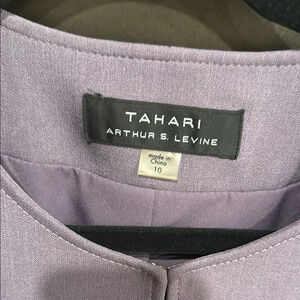 TAHARI
ARTHUR S. LEVINE
made in
China
10